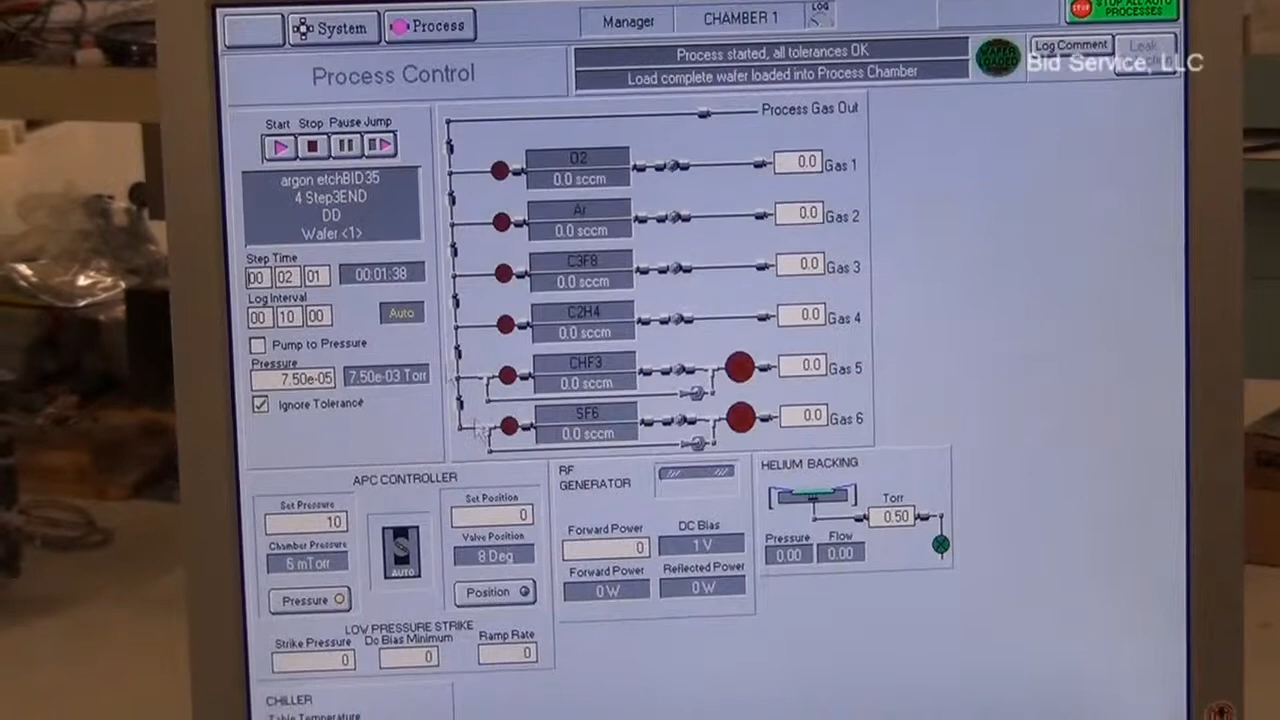 System
Process
Manager
CHAMBER 1
LOG
STOP
STOP ALL AUTO
PROCESSES
Process Control
Process started, all tolerances OK
Load complete wafer loaded into Process Chamber
WAFER
LOADED
Log Comment
Leak
Bid Service, LLC
Start Stop Pause Jump
argon etchBID35
4 Step3END
DD
Wafer <1>
Step Time
00 02 01 00:01:38
Log Interval
00 10 00 Auto
Pump to Pressure
Pressure
7.50e-05 7.50e-03 Torr
Ignore Tolerance
Process Gas Out
O2
0.0 sccm
0.0 Gas 1
Ar
0.0 sccm
0.0 Gas 2
C3F8
0.0 sccm
0.0 Gas 3
C2H4
0.0 sccm
0.0 Gas 4
CHF3
0.0 sccm
0.0 Gas 5
SF6
0.0 sccm
0.0 Gas 6
APC CONTROLLER
Set Pressure
10
Chamber Pressure
6 mTorr
Pressure
AUTO
Set Position
0
Valve Position
8 Deg
Position
LOW PRESSURE STRIKE
Strike Pressure
0
Dc Bias Minimum
0
Ramp Rate
0
RF
GENERATOR
Forward Power
0
DC Bias
1 V
Forward Power
0 W
Reflected Power
0 W
HELIUM BACKING
Torr
0.50
Pressure
0.00
Flow
0.00
CHILLER
Table Temperature